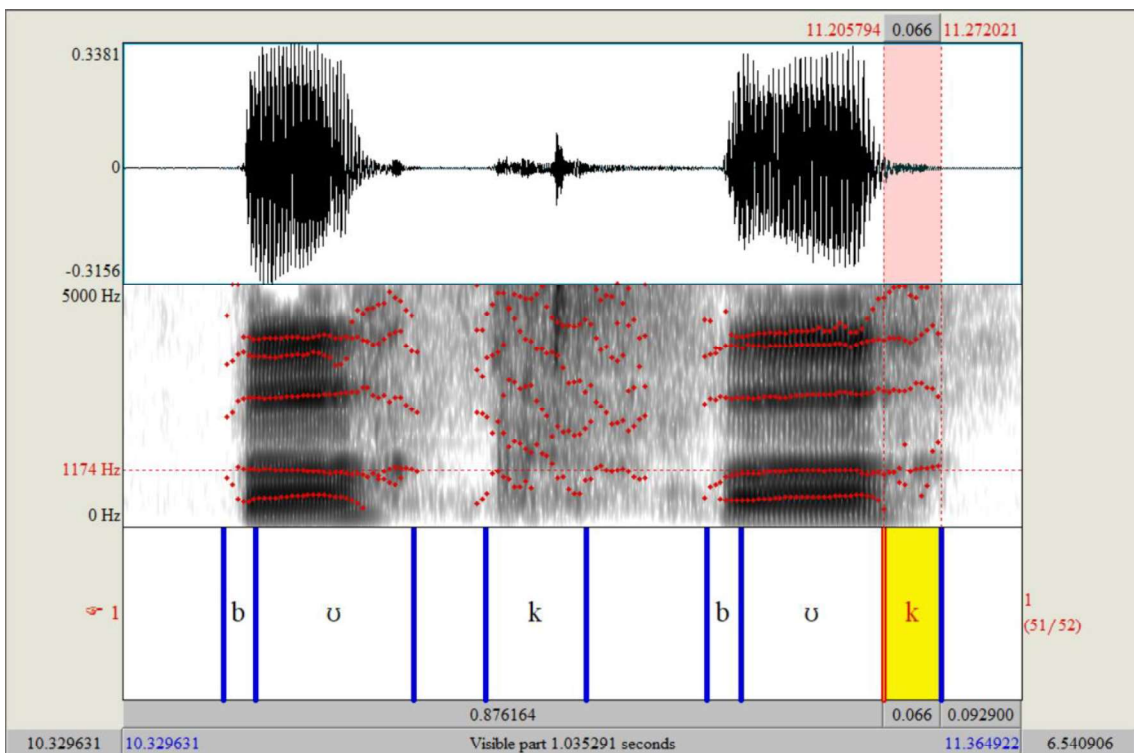 11.205794 0.066 11.272021
0.3381
0
-0.3156
5000 Hz
1174 Hz
0 Hz
☞ 1 b ʊ k b ʊ k 1
(51/52)
0.876164 0.066 0.092900
10.329631 10.329631 Visible part 1.035291 seconds 11.364922 6.540906